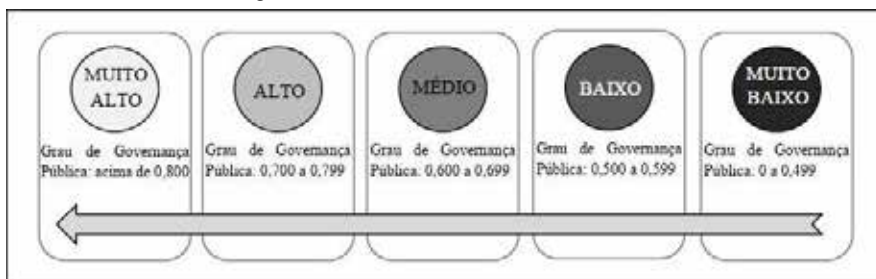 MUITO
ALTO
Grau de Governança
Pública: acima de 0,800
ALTO
Grau de Governança
Pública: 0,700 a 0,799
MÉDIO
Grau de Governança
Pública: 0,600 a 0,699
BAIXO
Grau de Governança
Pública: 0,500 a 0,599
MUITO
BAIXO
Grau de Governança
Pública: 0 a 0,499